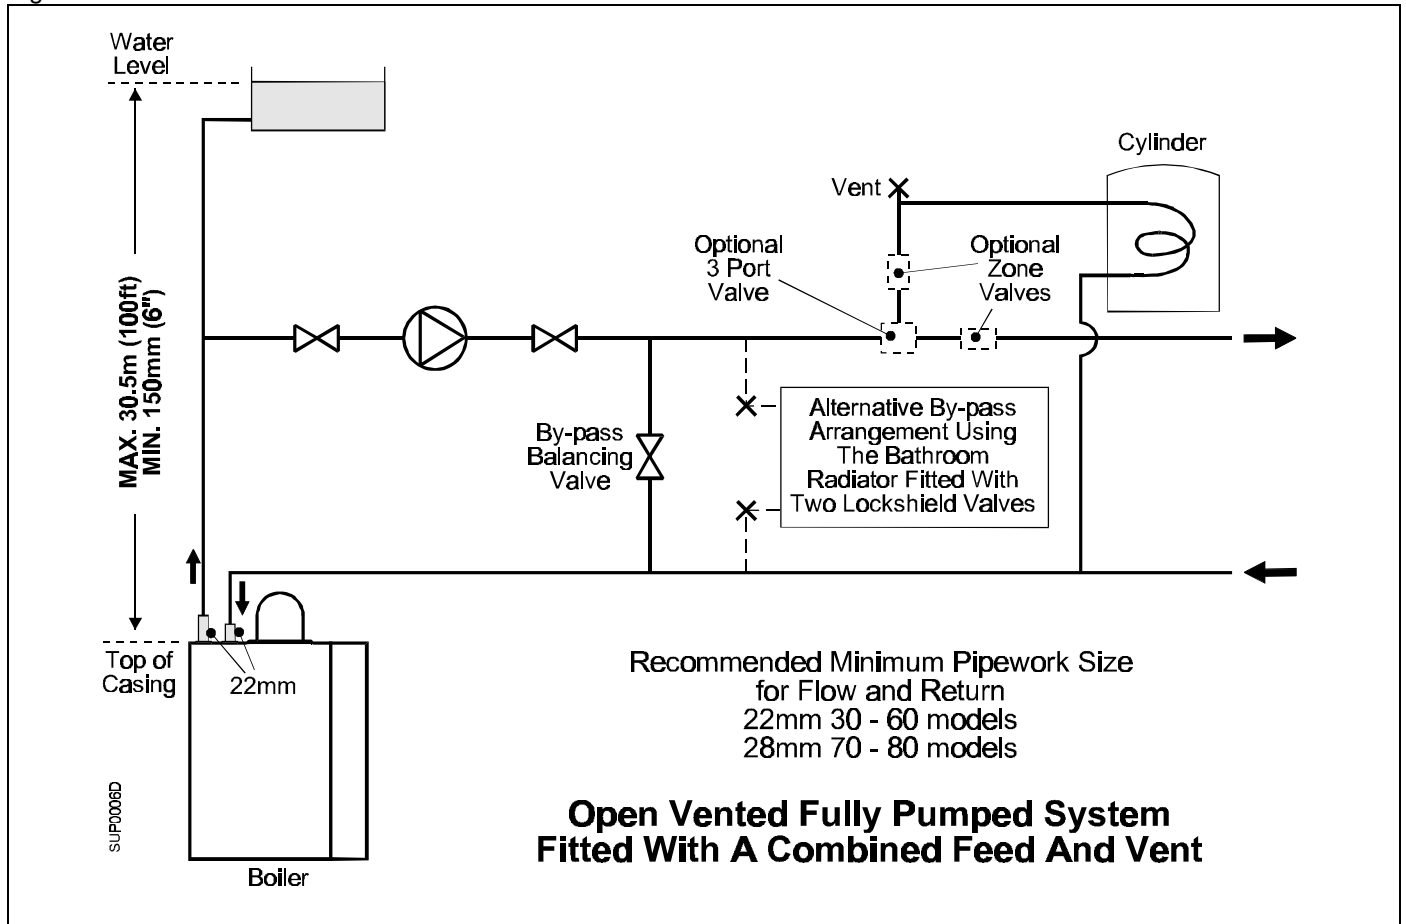 Water
Level
Cylinder
Vent
Optional
3 Port
Valve
Optional
Zone
Valves
MAX. 30.5m (100ft)
MIN. 150mm (6")
By-pass
Balancing
Valve
Alternative By-pass
Arrangement Using
The Bathroom
Radiator Fitted With
Two Lockshield Valves
Top of
Casing
22mm
Recommended Minimum Pipework Size
for Flow and Return
22mm 30 - 60 models
28mm 70 - 80 models
SUP0006D
Open Vented Fully Pumped System
Fitted With A Combined Feed And Vent
Boiler